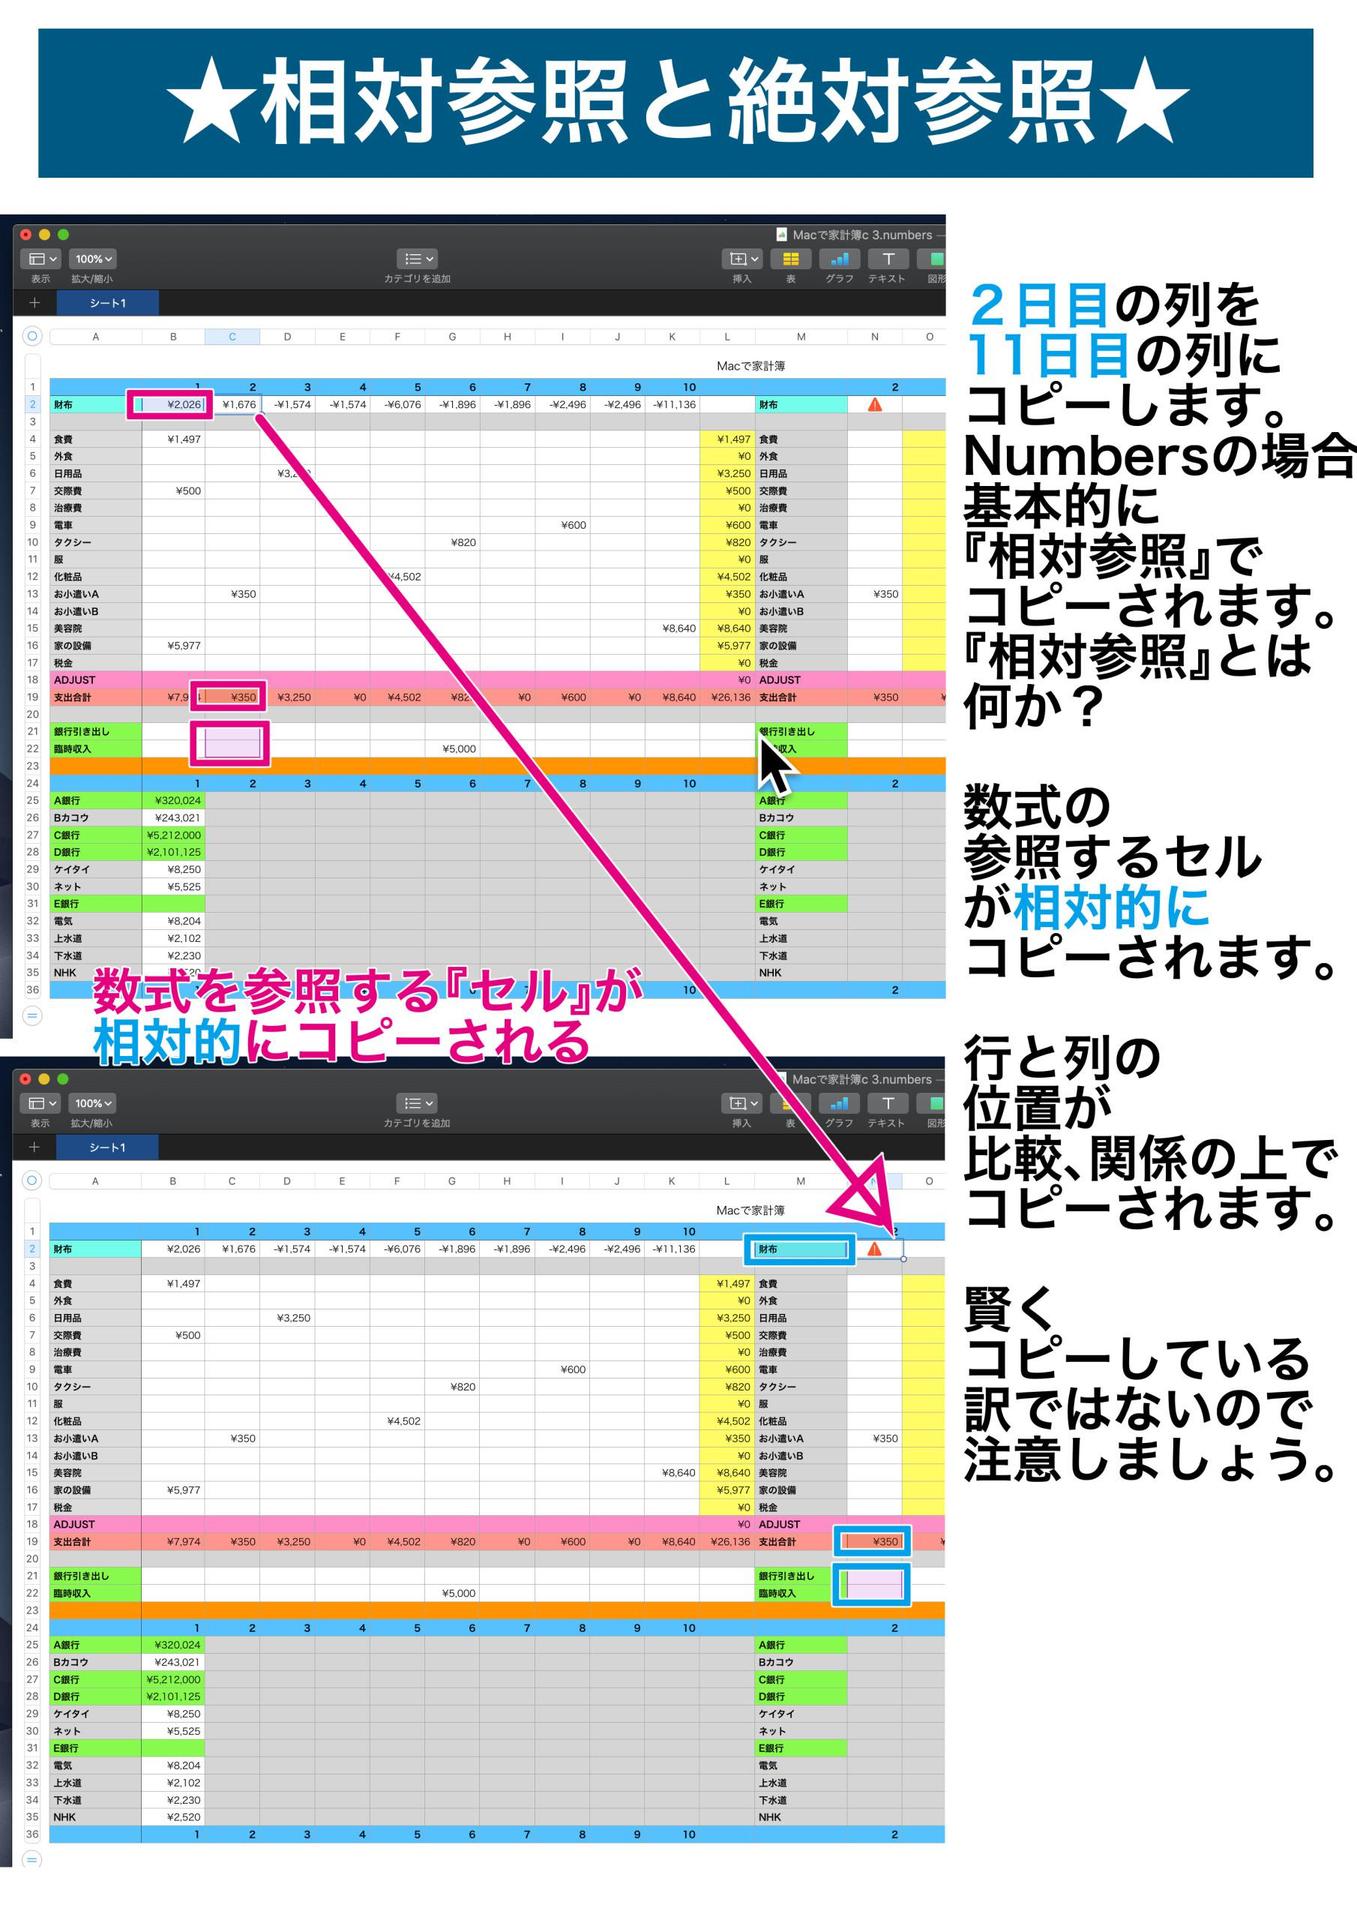 ★相対参照と絶対参照★
Macで家計簿c 3.numbers —
100%
表示 拡大/縮小 カテゴリを追加 挿入 表 グラフ テキスト 図形
+ シート1
A B C D E F G H I J K L M N O
Macで家計簿
1 1 2 3 4 5 6 7 8 9 10 2
2 財布 ¥2,026 ¥1,676 -¥1,574 -¥1,574 -¥6,076 -¥1,896 -¥1,896 -¥2,496 -¥2,496 -¥11,136 財布
3
4 食費 ¥1,497 ¥1,497 食費
5 外食 ¥0 外食
6 日用品 ¥3,250 日用品
7 交際費 ¥500 ¥500 交際費
8 治療費 ¥0 治療費
9 電車 ¥600 ¥600 電車
10 タクシー ¥820 ¥820 タクシー
11 服 ¥0 服
12 化粧品 ¥4,502 ¥4,502 化粧品
13 お小遣いA ¥350 ¥350 お小遣いA ¥350
14 お小遣いB ¥0 お小遣いB
15 美容院 ¥8,640 ¥8,640 美容院
16 家の設備 ¥5,977 ¥5,977 家の設備
17 税金 ¥0 税金
18 ADJUST ¥0 ADJUST
19 支出合計 ¥350 ¥3,250 ¥0 ¥4,502 ¥0 ¥600 ¥0 ¥8,640 ¥26,136 支出合計 ¥350 ¥
20
21 銀行引き出し 銀行引き出し
22 臨時収入 ¥5,000 収入
23
24 1 2 3 4 5 6 7 8 9 10 2
25 A銀行 ¥320,024 A銀行
26 Bカコウ ¥243,021 Bカコウ
27 C銀行 ¥5,212,000 C銀行
28 D銀行 ¥2,101,125 D銀行
29 ケイタイ ¥8,250 ケイタイ
30 ネット ¥5,525 ネット
31 E銀行 E銀行
32 電気 ¥8,204 電気
33 上水道 ¥2,102 上水道
34 下水道 ¥2,230 下水道
35 NHK NHK
36 10 2
数式を参照する『セル』が
相対的にコピーされる
Macで家計簿c 3.numbers —
100%
表示 拡大/縮小 カテゴリを追加 挿入 表 グラフ テキスト 図形
+ シート1
A B C D E F G H I J K L M O
Macで家計簿
1 1 2 3 4 5 6 7 8 9 10 2
2 財布 ¥2,026 ¥1,676 -¥1,574 -¥1,574 -¥6,076 -¥1,896 -¥1,896 -¥2,496 -¥2,496 -¥11,136 財布
3
4 食費 ¥1,497 ¥1,497 食費
5 外食 ¥0 外食
6 日用品 ¥3,250 ¥3,250 日用品
7 交際費 ¥500 ¥500 交際費
8 治療費 ¥0 治療費
9 電車 ¥600 ¥600 電車
10 タクシー ¥820 ¥820 タクシー
11 服 ¥0 服
12 化粧品 ¥4,502 ¥4,502 化粧品
13 お小遣いA ¥350 ¥350 お小遣いA ¥350
14 お小遣いB ¥0 お小遣いB
15 美容院 ¥8,640 ¥8,640 美容院
16 家の設備 ¥5,977 ¥5,977 家の設備
17 税金 ¥0 税金
18 ADJUST ¥0 ADJUST
19 支出合計 ¥7,974 ¥350 ¥3,250 ¥0 ¥4,502 ¥820 ¥0 ¥600 ¥0 ¥8,640 ¥26,136 支出合計 ¥350 ¥
20
21 銀行引き出し 銀行引き出し
22 臨時収入 ¥5,000 臨時収入
23
24 1 2 3 4 5 6 7 8 9 10 2
25 A銀行 ¥320,024 A銀行
26 Bカコウ ¥243,021 Bカコウ
27 C銀行 ¥5,212,000 C銀行
28 D銀行 ¥2,101,125 D銀行
29 ケイタイ ¥8,250 ケイタイ
30 ネット ¥5,525 ネット
31 E銀行 E銀行
32 電気 ¥8,204 電気
33 上水道 ¥2,102 上水道
34 下水道 ¥2,230 下水道
35 NHK ¥2,520 NHK
36 1 2 3 4 5 6 7 8 9 10 2
２日目の列を
11日目の列に
コピーします。
Numbersの場合
基本的に
『相対参照』で
コピーされます。
『相対参照』とは
何か？
数式の
参照するセル
が相対的に
コピーされます。
行と列の
位置が
比較、関係の上で
コピーされます。
賢く
コピーしている
訳ではないので
注意しましょう。